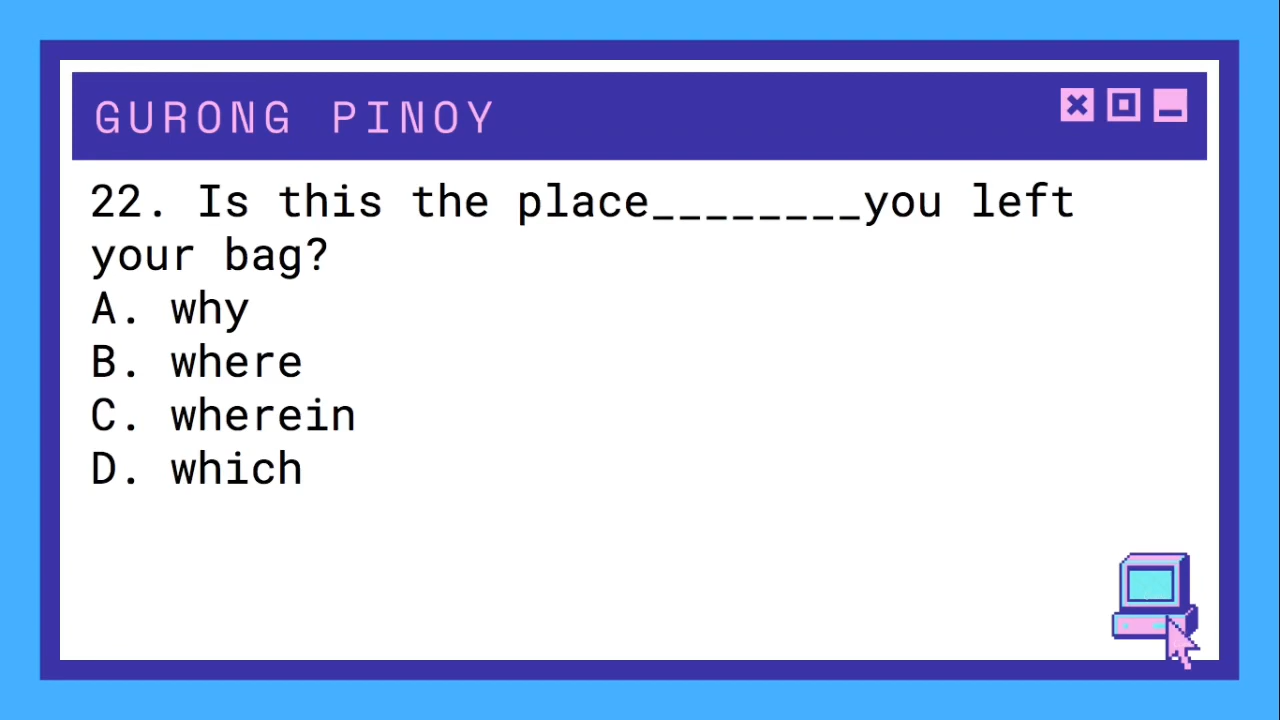 GURONG PINOY
22. Is this the place________you left
your bag?
A. why
B. where
C. wherein
D. which